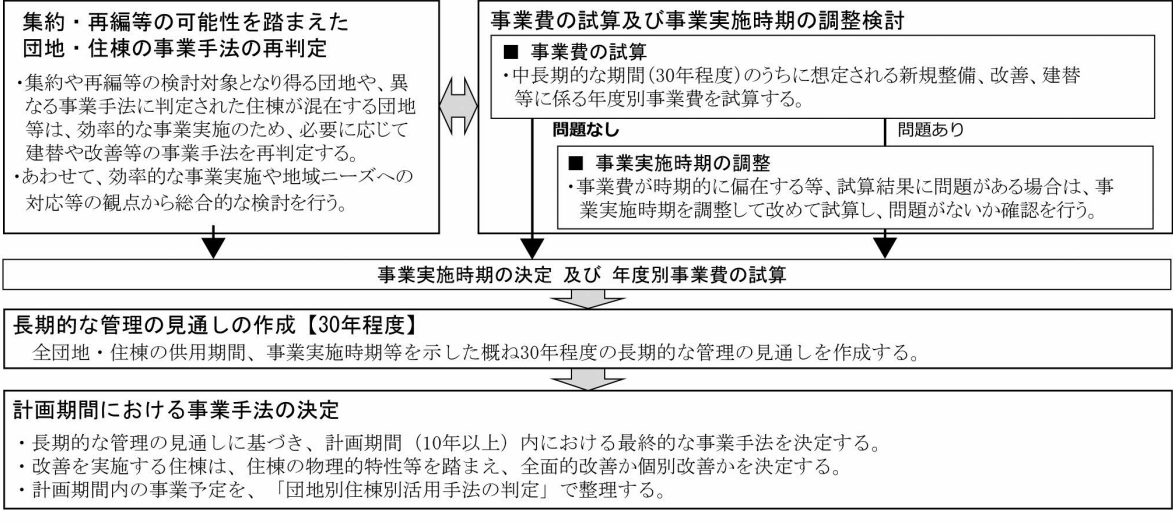 集約・再編等の可能性を踏まえた
団地・住棟の事業手法の再判定
・集約や再編等の検討対象となり得る団地や、異
なる事業手法に判定された住棟が混在する団地
等は、効率的な事業実施のため、必要に応じて
建替や改善等の事業手法を再判定する。
・あわせて、効率的な事業実施や地域ニーズへの
対応等の観点から総合的な検討を行う。
事業費の試算及び事業実施時期の調整検討
■ 事業費の試算
・中長期的な期間(30年程度)のうちに想定される新規整備、改善、建替
等に係る年度別事業費を試算する。
問題なし
問題あり
■ 事業実施時期の調整
・事業費が時期的に偏在する等、試算結果に問題がある場合は、事
業実施時期を調整して改めて試算し、問題がないか確認を行う。
事業実施時期の決定 及び 年度別事業費の試算
長期的な管理の見通しの作成【30年程度】
全団地・住棟の供用期間、事業実施時期等を示した概ね30年程度の長期的な管理の見通しを作成する。
計画期間における事業手法の決定
・長期的な管理の見通しに基づき、計画期間（10年以上）内における最終的な事業手法を決定する。
・改善を実施する住棟は、住棟の物理的特性等を踏まえ、全面的改善か個別改善かを決定する。
・計画期間内の事業予定を、「団地別住棟別活用手法の判定」で整理する。